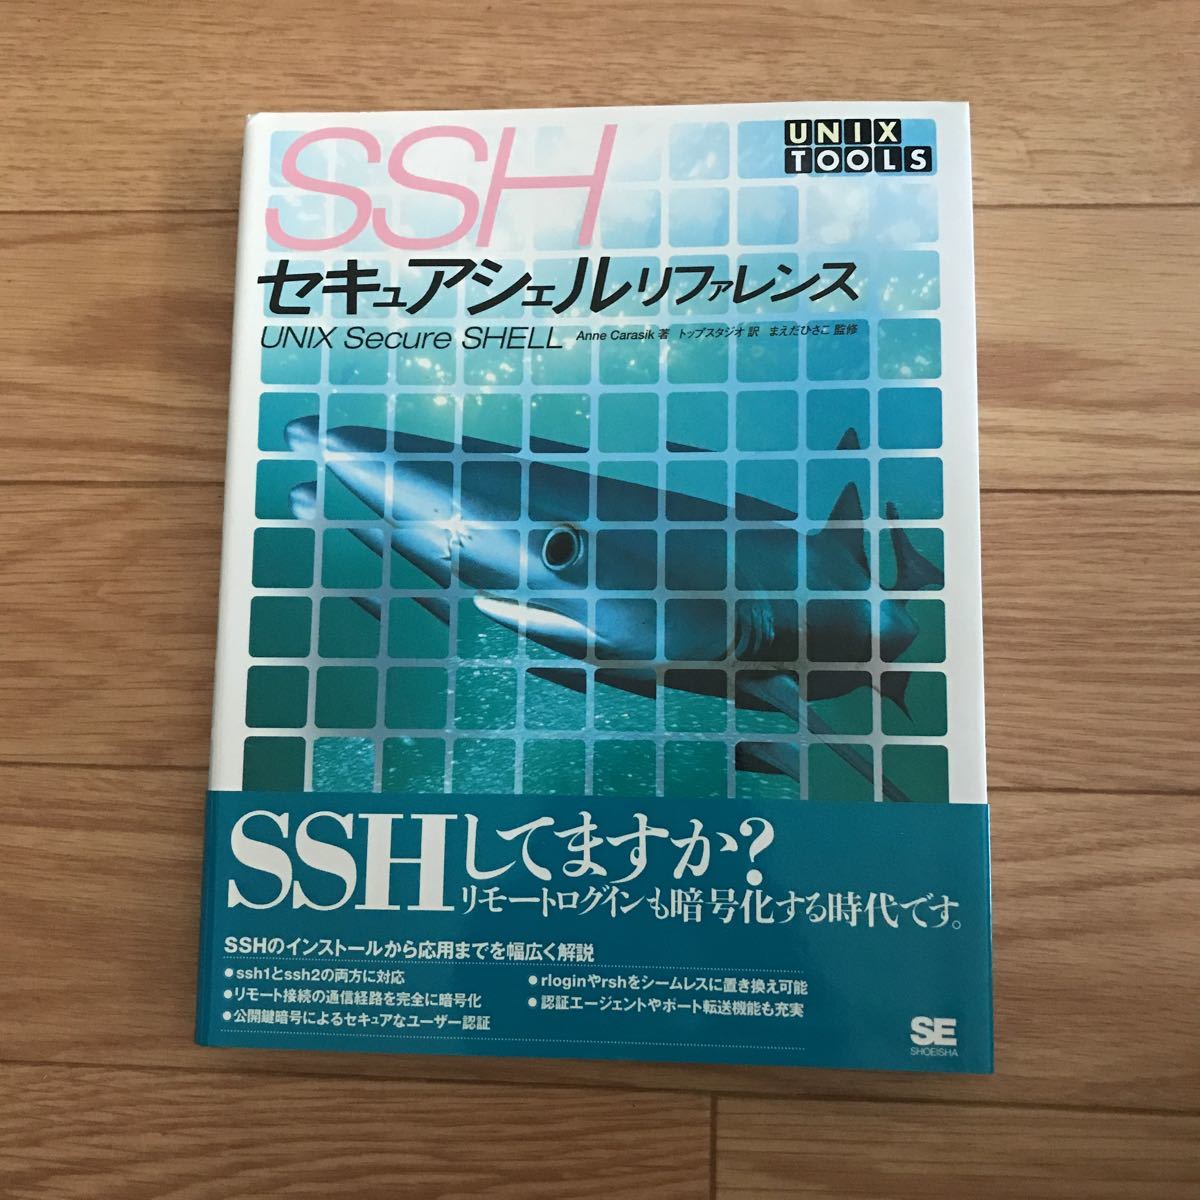 SSH
UNIX
TOOLS
セキュアシェルリファレンス
UNIX Secure SHELL Anne Carasik 著 トップスタジオ 訳 まえだひさこ 監修
SSHしてますか?
リモートログインも暗号化する時代です。
SSHのインストールから応用までを幅広く解説
●ssh1とssh2の両方に対応
●リモート接続の通信経路を完全に暗号化
●公開鍵暗号によるセキュアなユーザー認証
●rloginやrshをシームレスに置き換え可能
●認証エージェントやポート転送機能も充実
SE
SHOEISHA